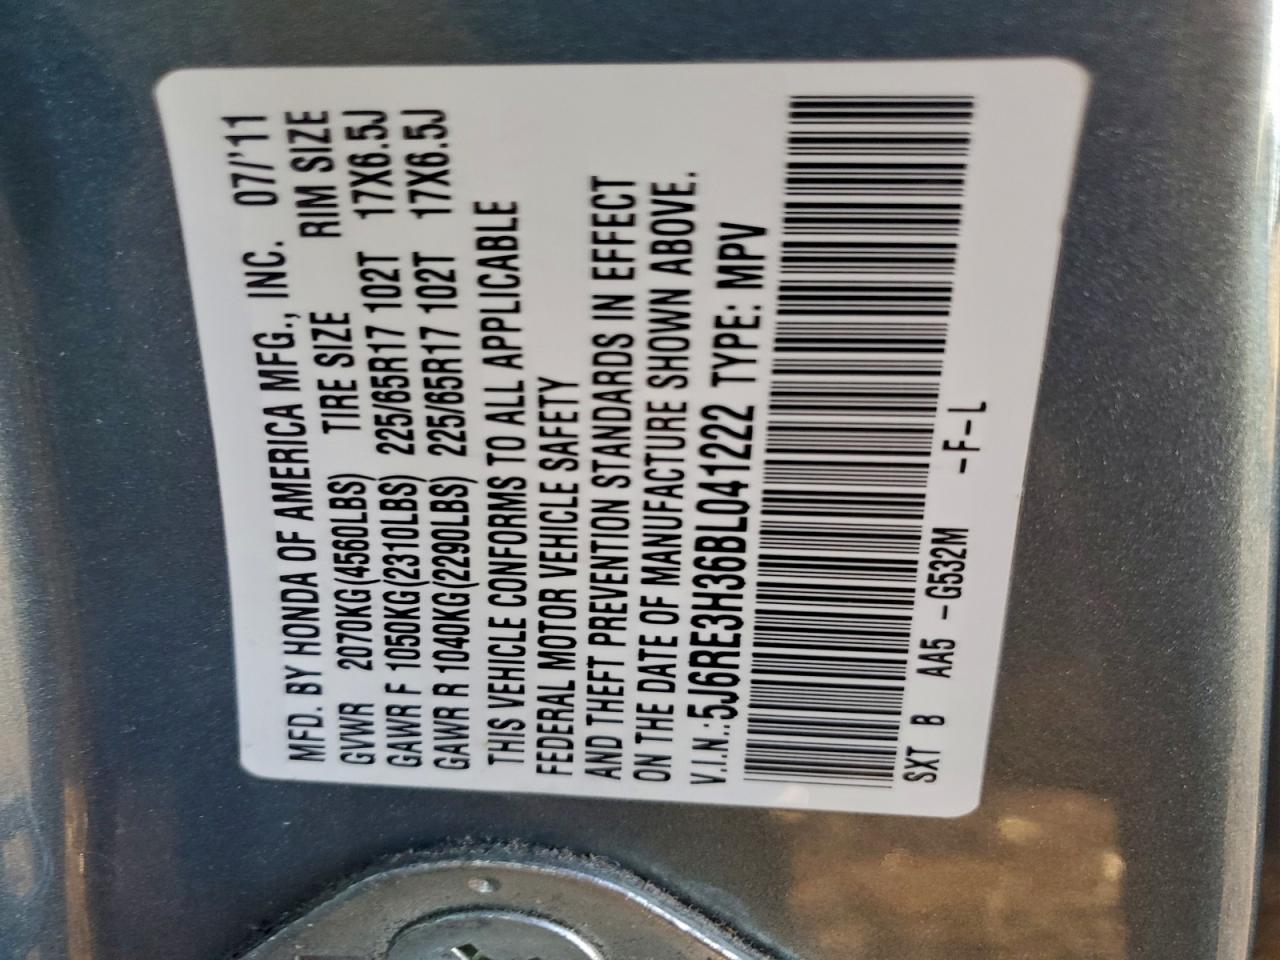 MFD. BY HONDA OF AMERICA MFG., INC. 07/'11
GVWR 2070KG(4560LBS) TIRE SIZE RIM SIZE
GAWR F 1050KG(2310LBS) 225/65R17 102T 17X6.5J
GAWR R 1040KG(2290LBS) 225/65R17 102T 17X6.5J
THIS VEHICLE CONFORMS TO ALL APPLICABLE
FEDERAL MOTOR VEHICLE SAFETY
AND THEFT PREVENTION STANDARDS IN EFFECT
ON THE DATE OF MANUFACTURE SHOWN ABOVE.
V.I.N.:5J6RE3H36BL041222 TYPE: MPV
SXT B AA5 -G532M -F-L